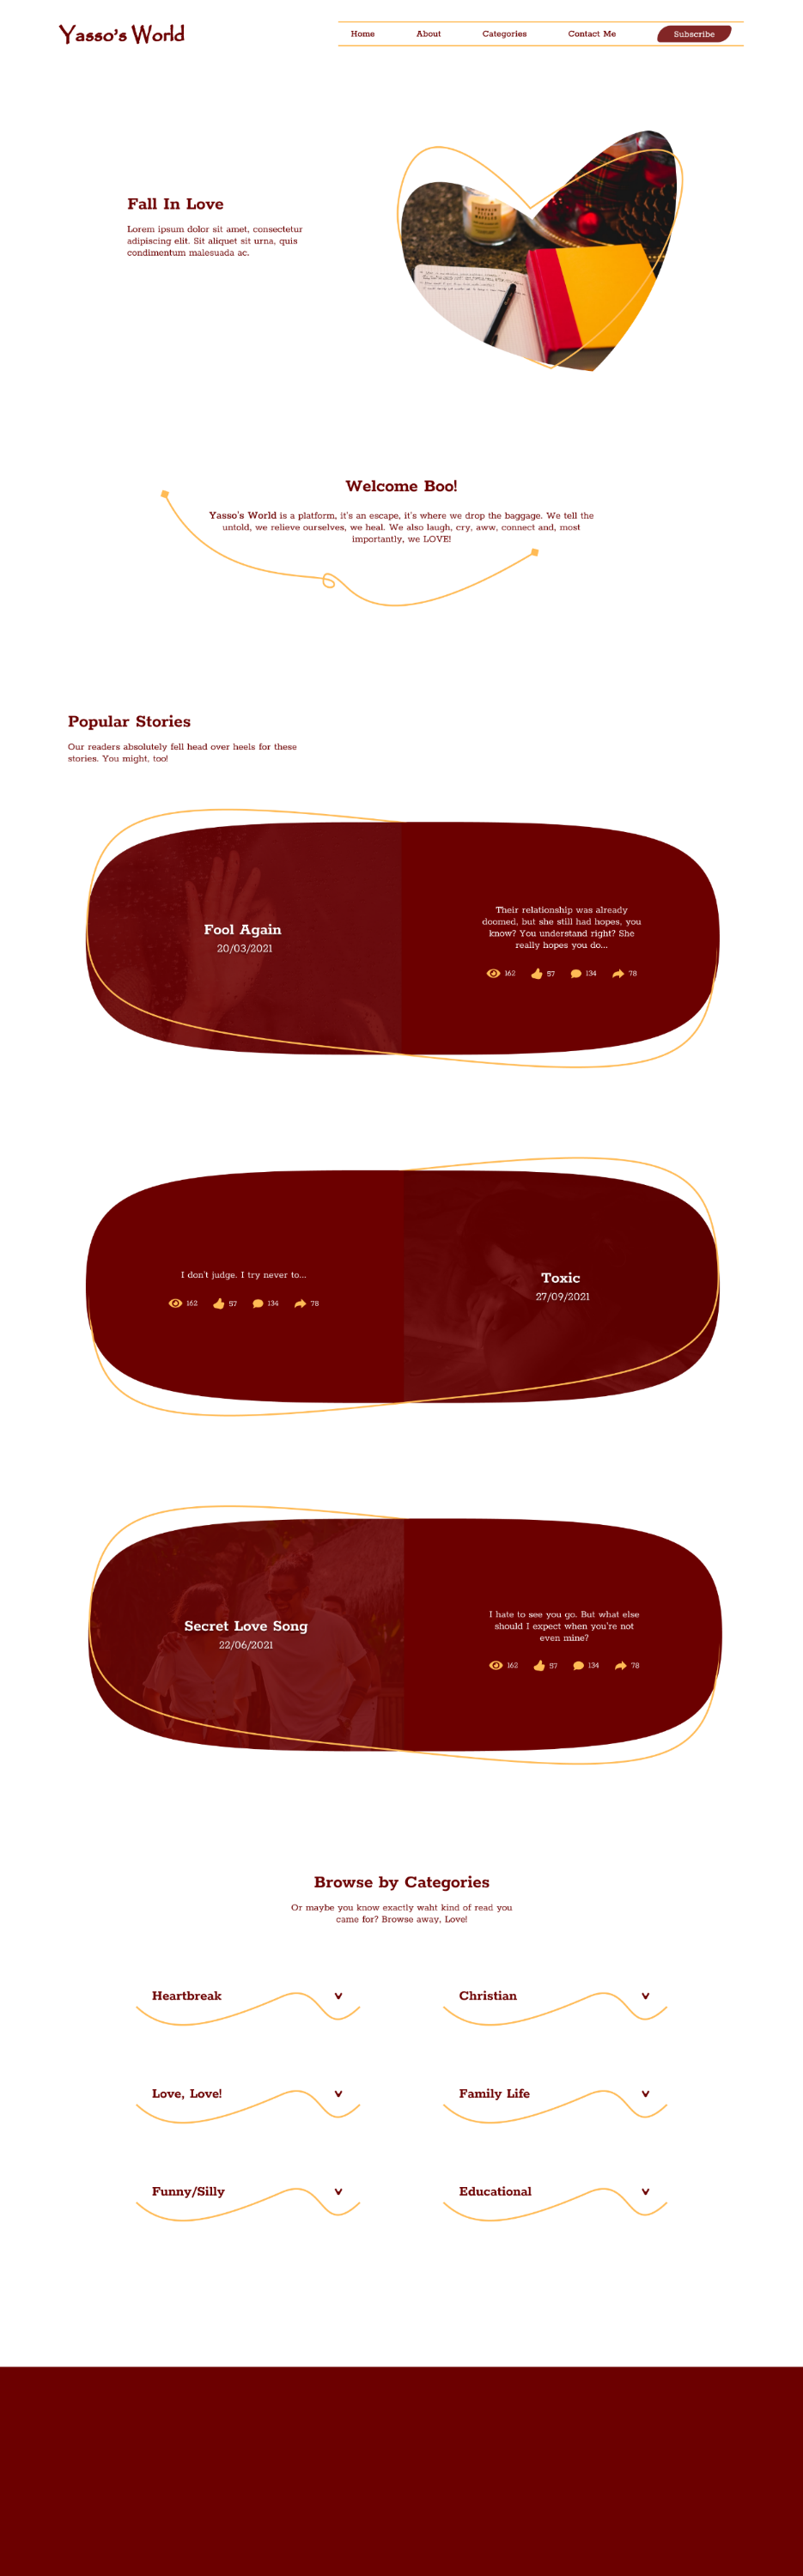 Yasso's World
Home About Categories Contact Me Subscribe
Fall In Love
Lorem ipsum dolor sit amet, consectetur
adipiscing elit. Sit aliquet sit urna, quis
condimentum malesuada ac.
Welcome Boo!
Yasso's World is a platform, it's an escape, it's where we drop the baggage. We tell the
untold, we relieve ourselves, we heal. We also laugh, cry, aww, connect and, most
importantly, we LOVE!
Popular Stories
Our readers absolutely fell head over heels for these
stories. You might, too!
Fool Again
20/03/2021
Their relationship was already
doomed, but she still had hopes, you
know? You understand right? She
really hopes you do...
162 57 134 78
I don't judge. I try never to...
162 57 134 78
Toxic
27/09/2021
Secret Love Song
22/06/2021
I hate to see you go. But what else
should I expect when you're not
even mine?
162 57 134 78
Browse by Categories
Or maybe you know exactly waht kind of read you
came for? Browse away, Love!
Heartbreak
Christian
Love, Love!
Family Life
Funny/Silly
Educational